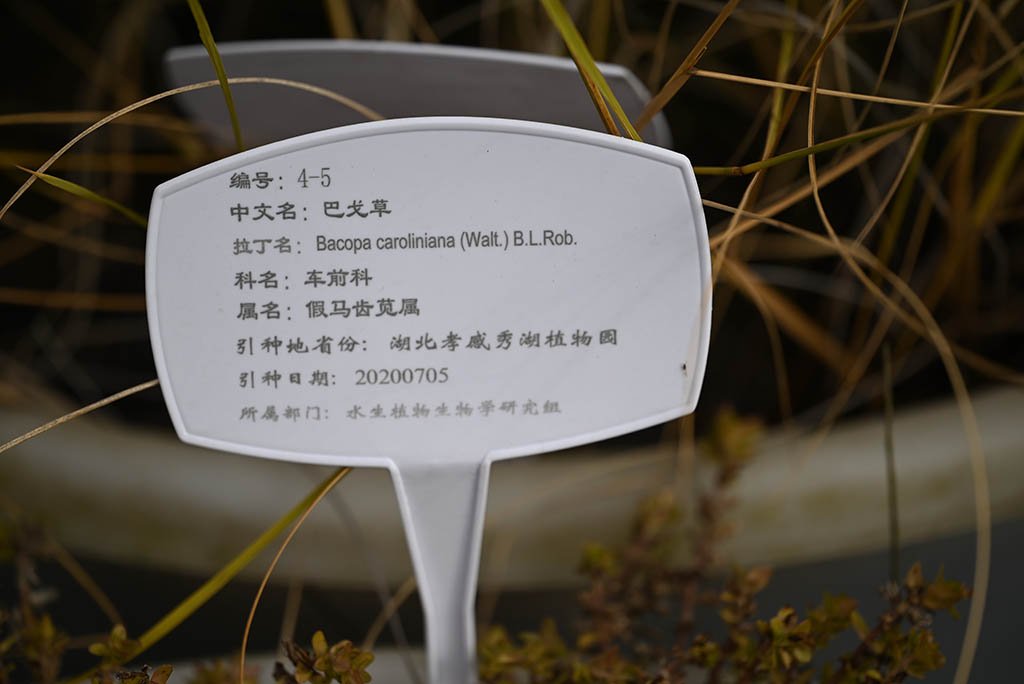 编号：4-5
中文名：巴戈草
拉丁名：Bacopa caroliniana (Walt.) B.L.Rob.
科名：车前科
属名：假马齿苋属
引种地省份：湖北孝感秀湖植物园
引种日期：20200705
所属部门：水生植物生物学研究组